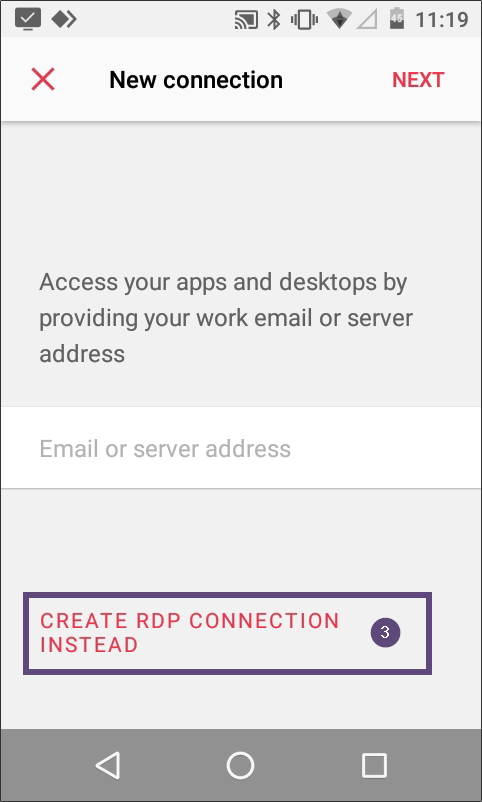 45 11:19
New connection NEXT
Access your apps and desktops by
providing your work email or server
address
Email or server address
CREATE RDP CONNECTION
INSTEAD
3